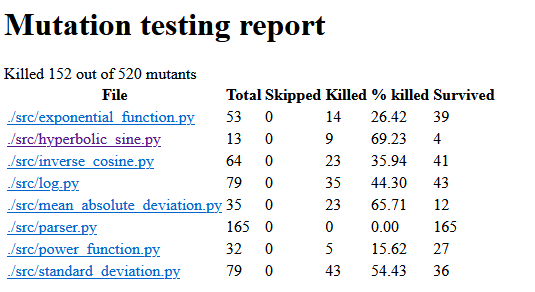 Mutation testing report
Killed 152 out of 520 mutants
File Total Skipped Killed % killed Survived
./src/exponential_function.py 53 0 14 26.42 39
./src/hyperbolic_sine.py 13 0 9 69.23 4
./src/inverse_cosine.py 64 0 23 35.94 41
./src/log.py 79 0 35 44.30 43
./src/mean_absolute_deviation.py 35 0 23 65.71 12
./src/parser.py 165 0 0 0.00 165
./src/power_function.py 32 0 5 15.62 27
./src/standard_deviation.py 79 0 43 54.43 36